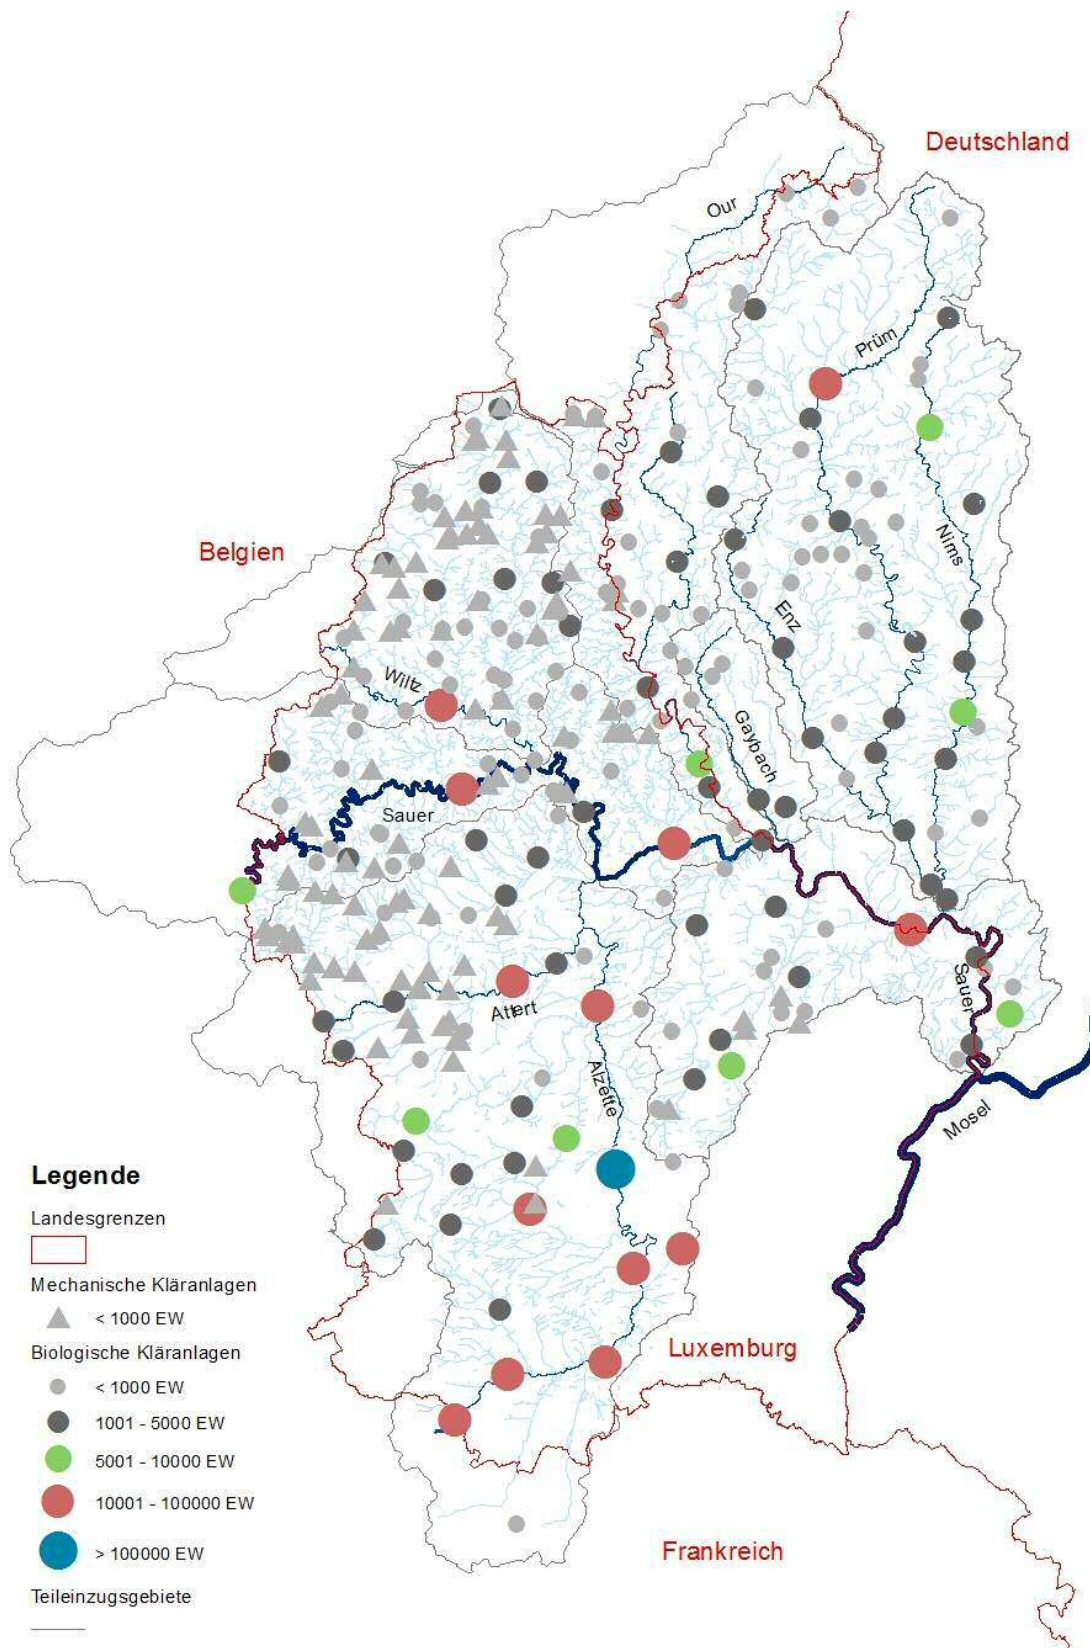 Deutschland
Our
Prüm
Belgien
Nims
Enz
Wiltz
Gaybach
Sauer
Sauer
Attert
Alzette
Mosel
Legende
Landesgrenzen
Mechanische Kläranlagen
< 1000 EW
Biologische Kläranlagen
< 1000 EW
1001 - 5000 EW
5001 - 10000 EW
10001 - 100000 EW
> 100000 EW
Teileinzugsgebiete
Luxemburg
Frankreich